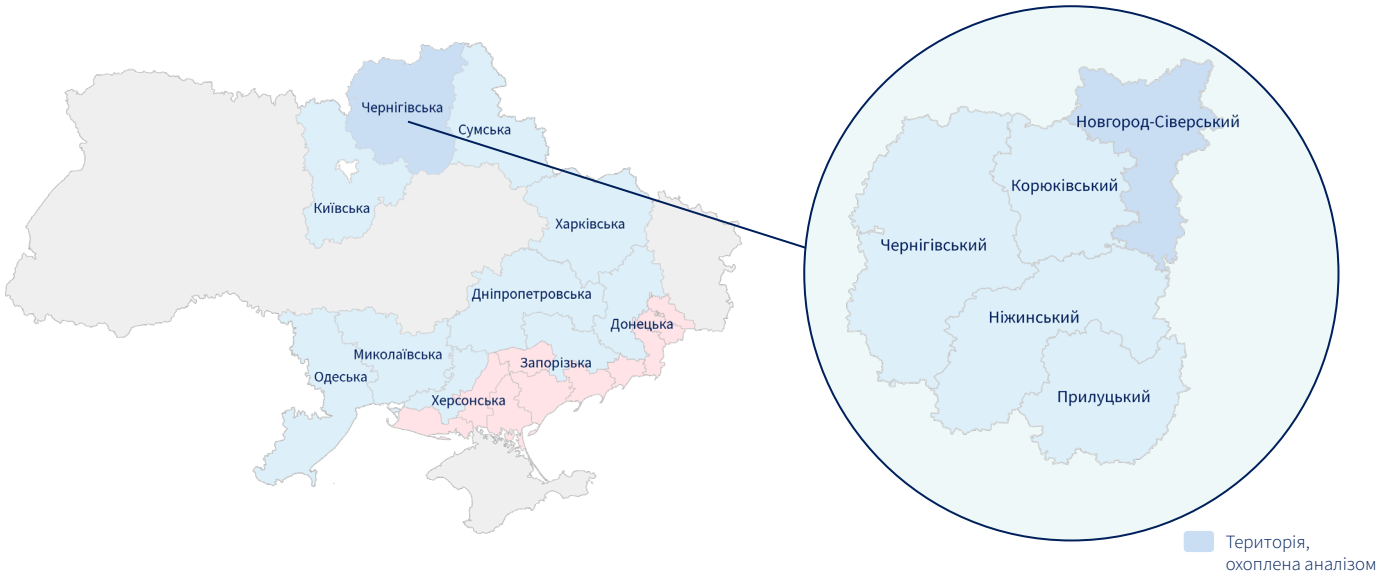 Чернігівська
Сумська
Київська
Харківська
Дніпропетровська
Донецька
Миколаївська
Запорізька
Одеська
Херсонська
Новгород-Сіверський
Корюківський
Чернігівський
Ніжинський
Прилуцький
Територія,
охоплена аналізом